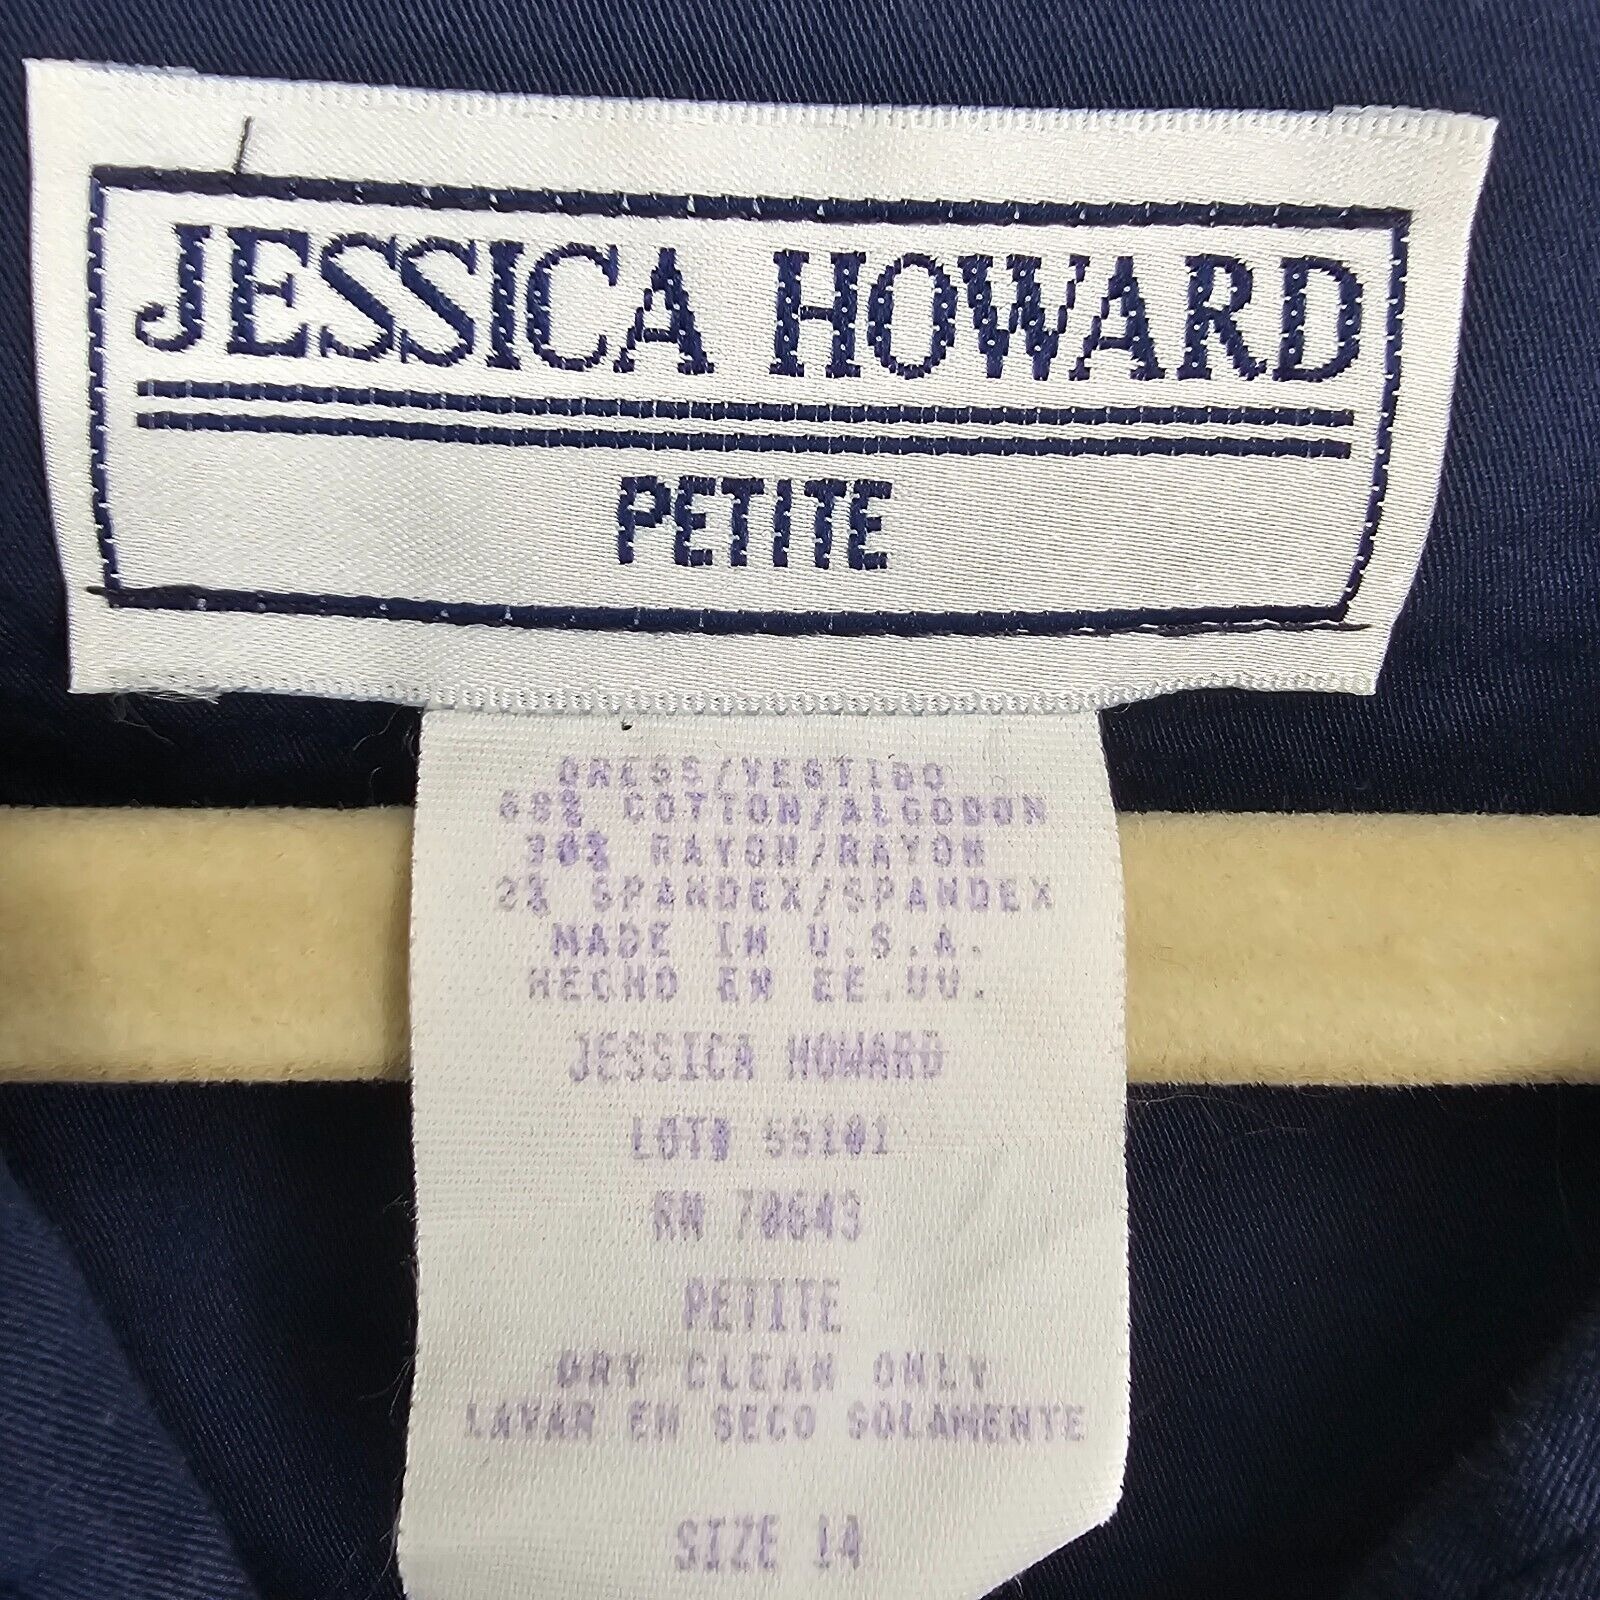 JESSICA HOWARD
PETITE
DRESS/VESTIDO
68% COTTON/ALGODON
30% RAYON/RAYON
2% SPANDEX/SPANDEX
MADE IN U.S.A.
HECHO EN EE.UU.
JESSICA HOWARD
LOT# 55101
RN 78643
PETITE
DRY CLEAN ONLY
LAVAR EN SECO SOLAMENTE
SIZE 14